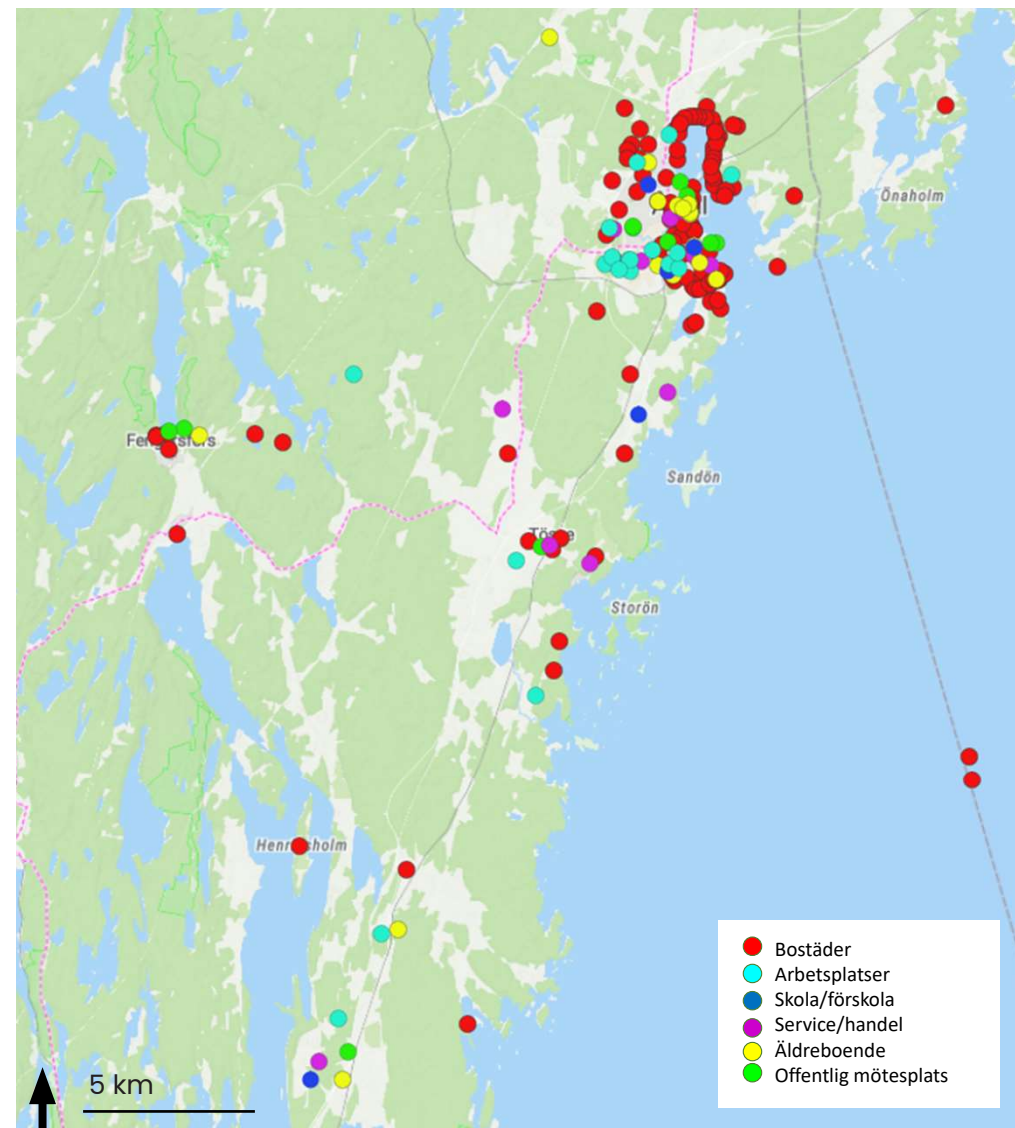 Önaholm
Sandön
Storön
5 km
Bostäder
Arbetsplatser
Skola/förskola
Service/handel
Äldreboende
Offentlig mötesplats